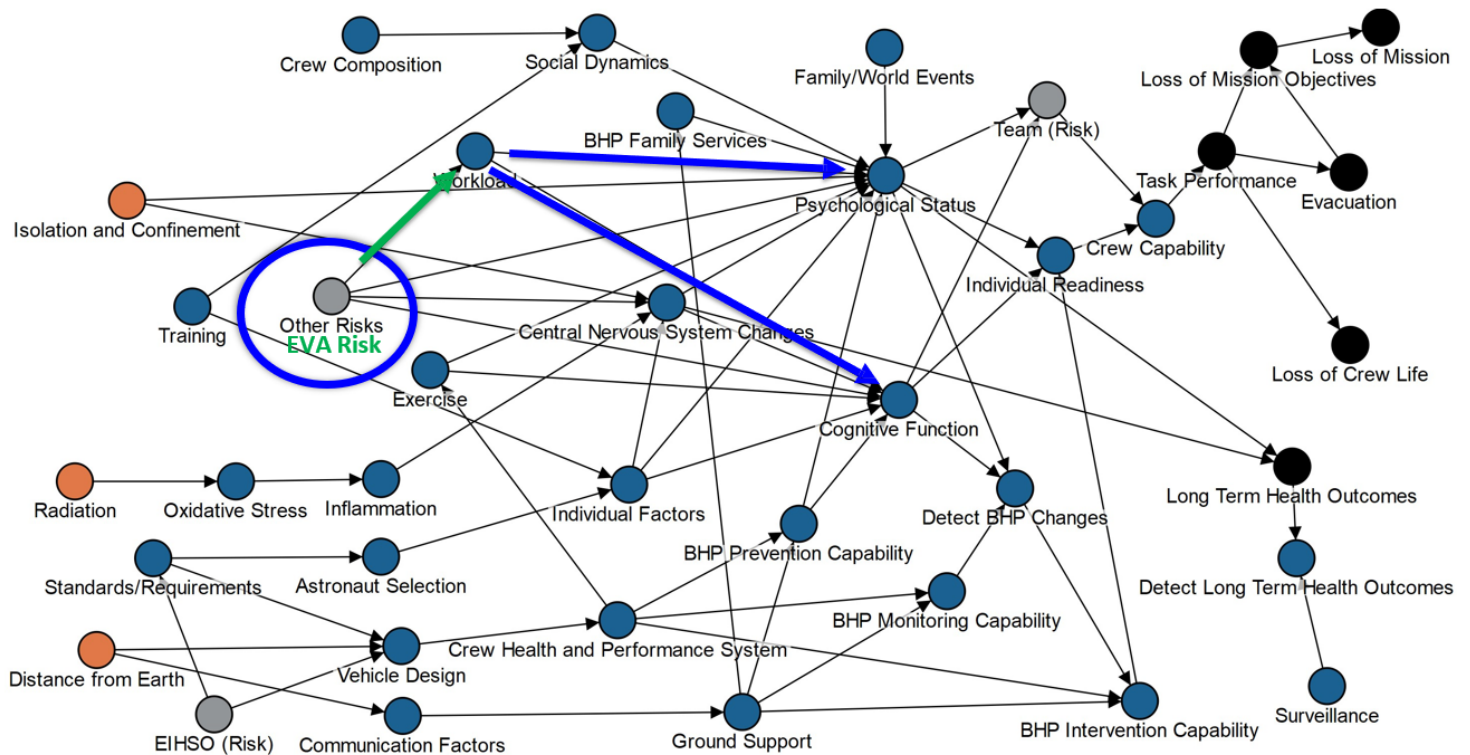 Crew Composition
Social Dynamics
Family/World Events
Loss of Mission
Loss of Mission Objectives
BHP Family Services
Team (Risk)
Workload
Task Performance
Evacuation
Isolation and Confinement
Psychological Status
Crew Capability
Individual Readiness
Training
Other Risks
EVA Risk
Central Nervous System Changes
Loss of Crew Life
Exercise
Cognitive Function
Radiation
Oxidative Stress
Inflammation
Individual Factors
Detect BHP Changes
Long Term Health Outcomes
BHP Prevention Capability
Standards/Requirements
Astronaut Selection
Detect Long Term Health Outcomes
BHP Monitoring Capability
Crew Health and Performance System
Distance from Earth
Vehicle Design
EIHSO (Risk)
Communication Factors
Ground Support
BHP Intervention Capability
Surveillance